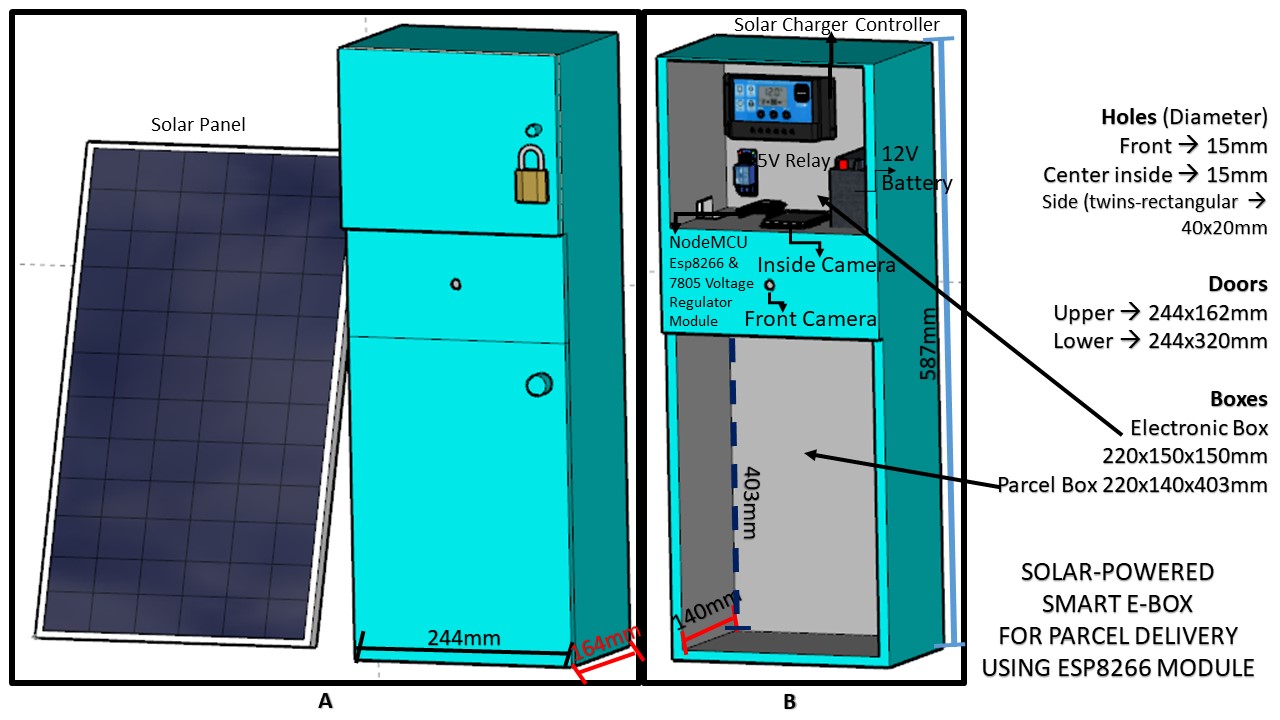 Solar Panel
244mm
164mm
A
Solar Charger Controller
12.0
5V Relay
12V
Battery
NodeMCU
Esp8266 &
7805 Voltage
Regulator
Module
Inside Camera
Front Camera
587mm
403mm
140mm
B
Holes (Diameter)
Front → 15mm
Center inside → 15mm
Side (twins-rectangular →
40x20mm
Doors
Upper → 244x162mm
Lower → 244x320mm
Boxes
Electronic Box
220x150x150mm
Parcel Box 220x140x403mm
SOLAR-POWERED
SMART E-BOX
FOR PARCEL DELIVERY
USING ESP8266 MODULE